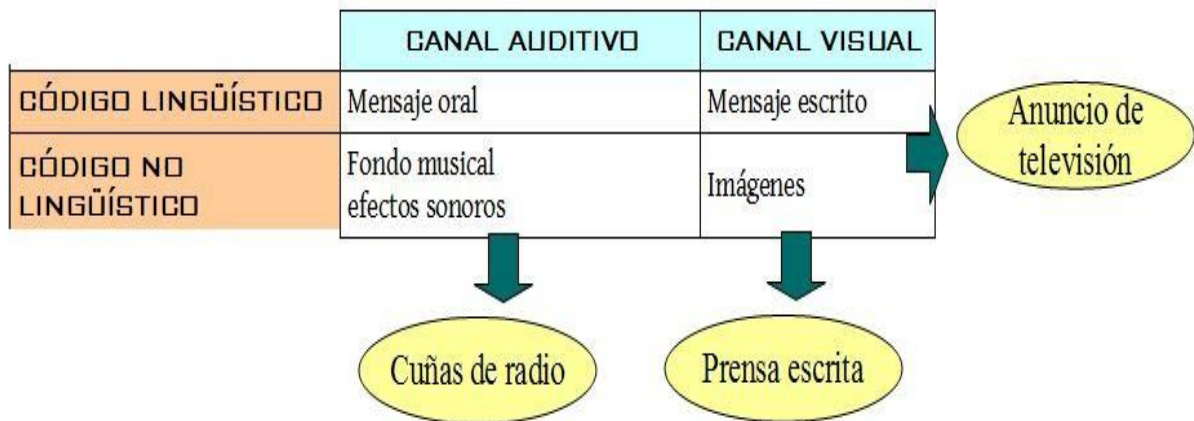 CANAL AUDITIVO
CANAL VISUAL
CÓDIGO LINGÜÍSTICO
Mensaje oral
Mensaje escrito
CÓDIGO NO
LINGÜÍSTICO
Fondo musical
efectos sonoros
Imágenes
Anuncio de
televisión
Cuñas de radio
Prensa escrita